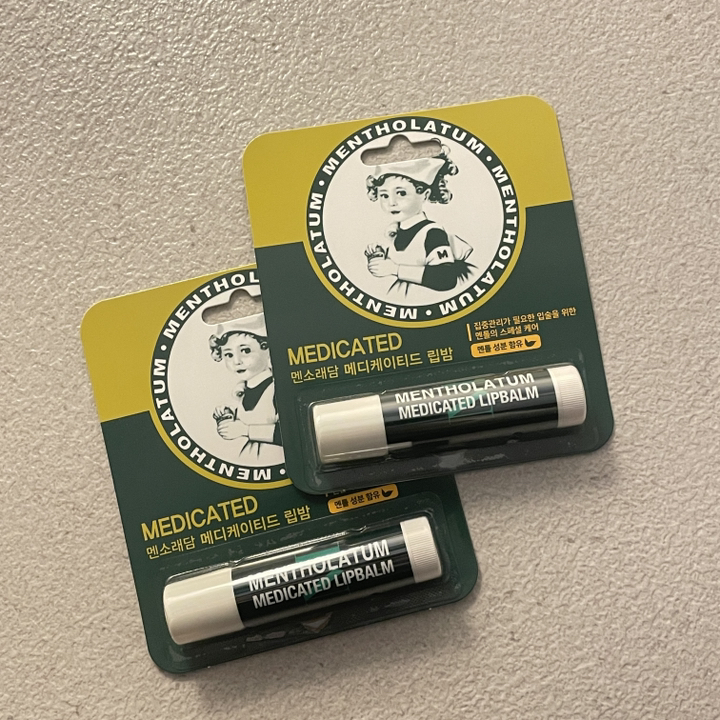 MENTHOLATUM • MENTHOLATUM • MENTHOLATUM •
M
집중관리가 필요한 입술을 위한
멘톨의 스페셜 케어
멘톨 성분 함유
MEDICATED
멘소래담 메디케이티드 립밤
MENTHOLATUM
MEDICATED LIPBALM
MENTHOLATUM • MENTHOL
MENTHOLATUM •
멘톨 성분 함유
MEDICATED
멘소래담 메디케이티드 립밤
MENTHOLATUM
MEDICATED LIPBALM